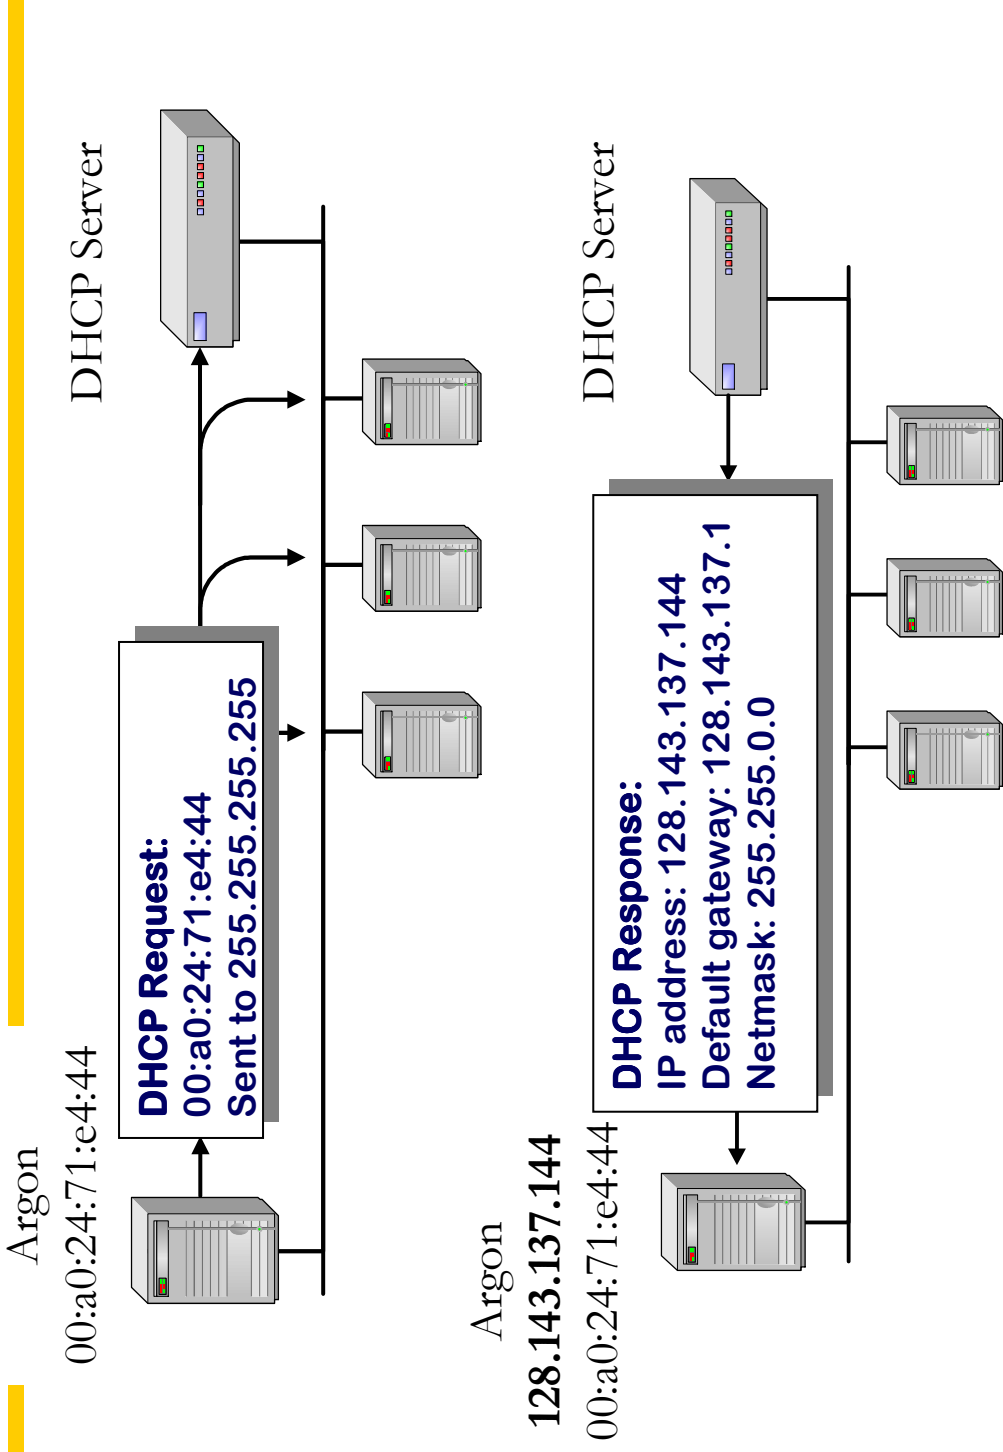 Argon
00:a0:24:71:e4:44
DHCP Server
DHCP Request:
00:a0:24:71:e4:44
Sent to 255.255.255.255
Argon
128.143.137.144
00:a0:24:71:e4:44
DHCP Server
DHCP Response:
IP address: 128.143.137.144
Default gateway: 128.143.137.1
Netmask: 255.255.0.0